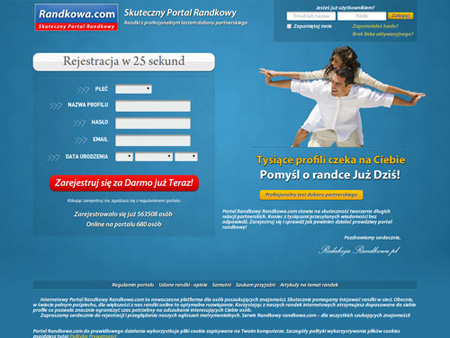 Randkowa.com
Skuteczny Portal Randkowy
Skuteczny Portal Randkowy
Randki z profesjonalnym testem doboru partnerskiego
Jesteś już użytkownikiem?
Hasło
Zaloguj
Zapamiętaj mnie
Zapomniałeś hasła?
Brak linka aktywacyjnego?
Rejestracja w 25 sekund
PŁEĆ
NAZWA PROFILU
HASŁO
EMAIL
DATA URODZENIA
Zarejestruj się za Darmo już Teraz!
Klikając zarejestruj się, zgadzasz się z regulaminem portalu.
Zarejestrowało się już 563508 osób
Online na portalu 680 osób
Tysiące profili czeka na Ciebie
Pomyśl o randce Już Dziś!
Profesjonalny test doboru partnerskiego
Portal Randkowy Randkowa.com stawia na skuteczność tworzenia długich
relacji partnerskich. Koniec z tysiącami przesyłanych wiadomości bez
odpowiedzi. Zarejestruj się i sprawdź jak powinien działać prawdziwy portal
randkowy!
Pozdrawiamy serdecznie,
Redakcja Randkowa.pl
Regulamin portalu Udane randki - opinie Samotni Szukam przyjaźni Artykuły na temat randek
Internetowy Portal Randkowy Randkowa.com to nowoczesna platforma dla osób poszukujących znajomości. Skutecznie pomagamy inicjować randki w sieci. Obecnie,
w świecie pełnym pośpiechu, dla większości z nas randki online to optymalne rozwiązanie. Korzystając z naszych randek internetowych otrzymujesz dopasowane do ciebie
profile co pozwala znacznie ograniczyć czas potrzebny na odszukanie interesujących Ciebie osób.
Zapraszamy serdecznie do rejestracji i przeglądania naszych ogłoszeń matrymonialnych. Serwis Randkowy randkowa.com - dla wszystkich szukających znajomości!
Portal Randkowa.com do prawidłowego działania wykorzystuje pliki cookie zapisywane na Twoim komputerze. Szczegóły polityki wykorzystywania plików cookies
znajdziesz tutaj Polityka Prywatności